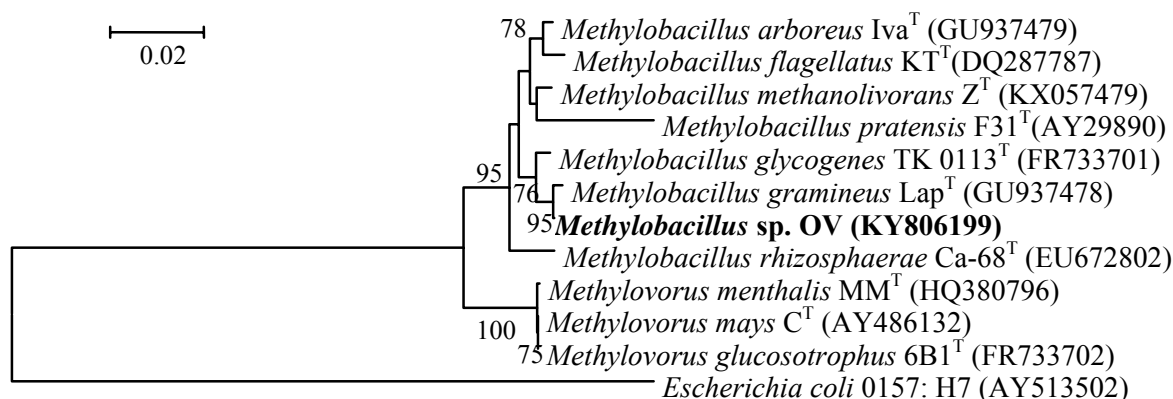 78 Methylobacillus arboreus Iva^T (GU937479)
0.02 Methylobacillus flagellatus KT^T(DQ287787)
Methylobacillus methanolivorans Z^T (KX057479)
Methylobacillus pratensis F31^T(AY29890)
Methylobacillus glycogenes TK 0113^T (FR733701)
95 76 Methylobacillus gramineus Lap^T (GU937478)
95 Methylobacillus sp. OV (KY806199)
Methylobacillus rhizosphaerae Ca-68^T (EU672802)
Methylovorus menthalis MM^T (HQ380796)
100 Methylovorus mays C^T (AY486132)
75 Methylovorus glucosotrophus 6B1^T (FR733702)
Escherichia coli 0157: H7 (AY513502)